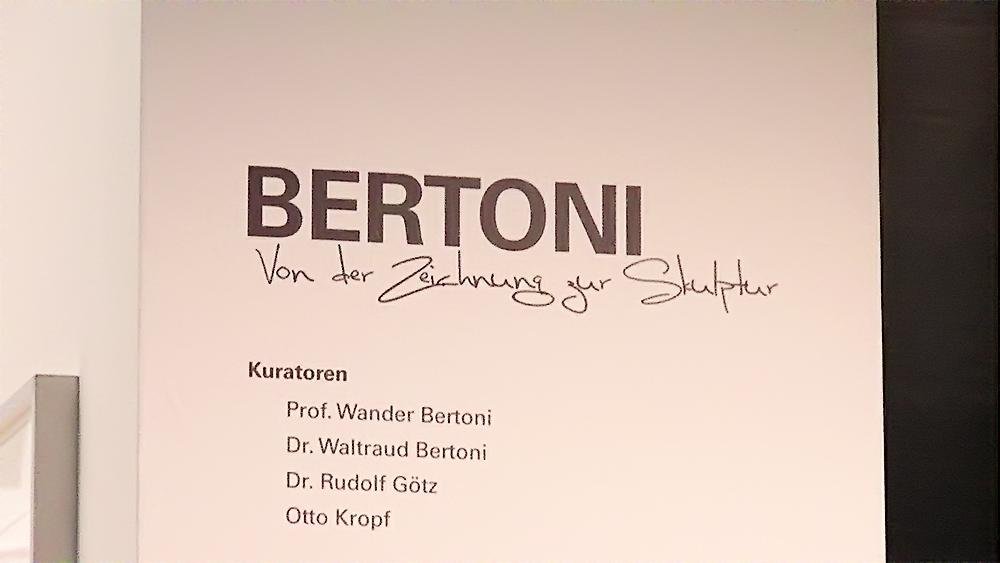 BERTONI
Von der Zeichnung zur Skulptur
Kuratoren
Prof. Wander Bertoni
Dr. Waltraud Bertoni
Dr. Rudolf Götz
Otto Kropf